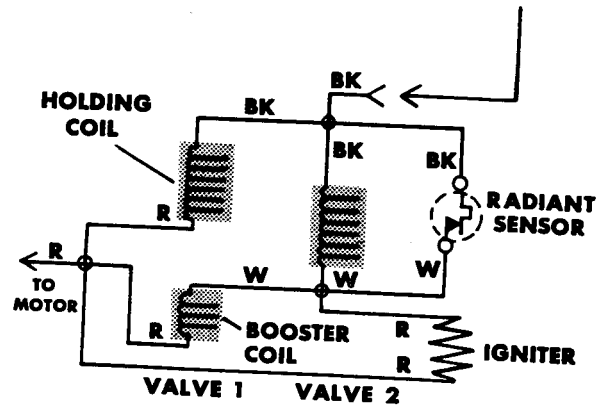 BK
HOLDING
COIL
BK
BK
BK
RADIANT
SENSOR
R
R
TO
MOTOR
W
W
W
R
BOOSTER
COIL
R
R
IGNITER
VALVE 1
VALVE 2